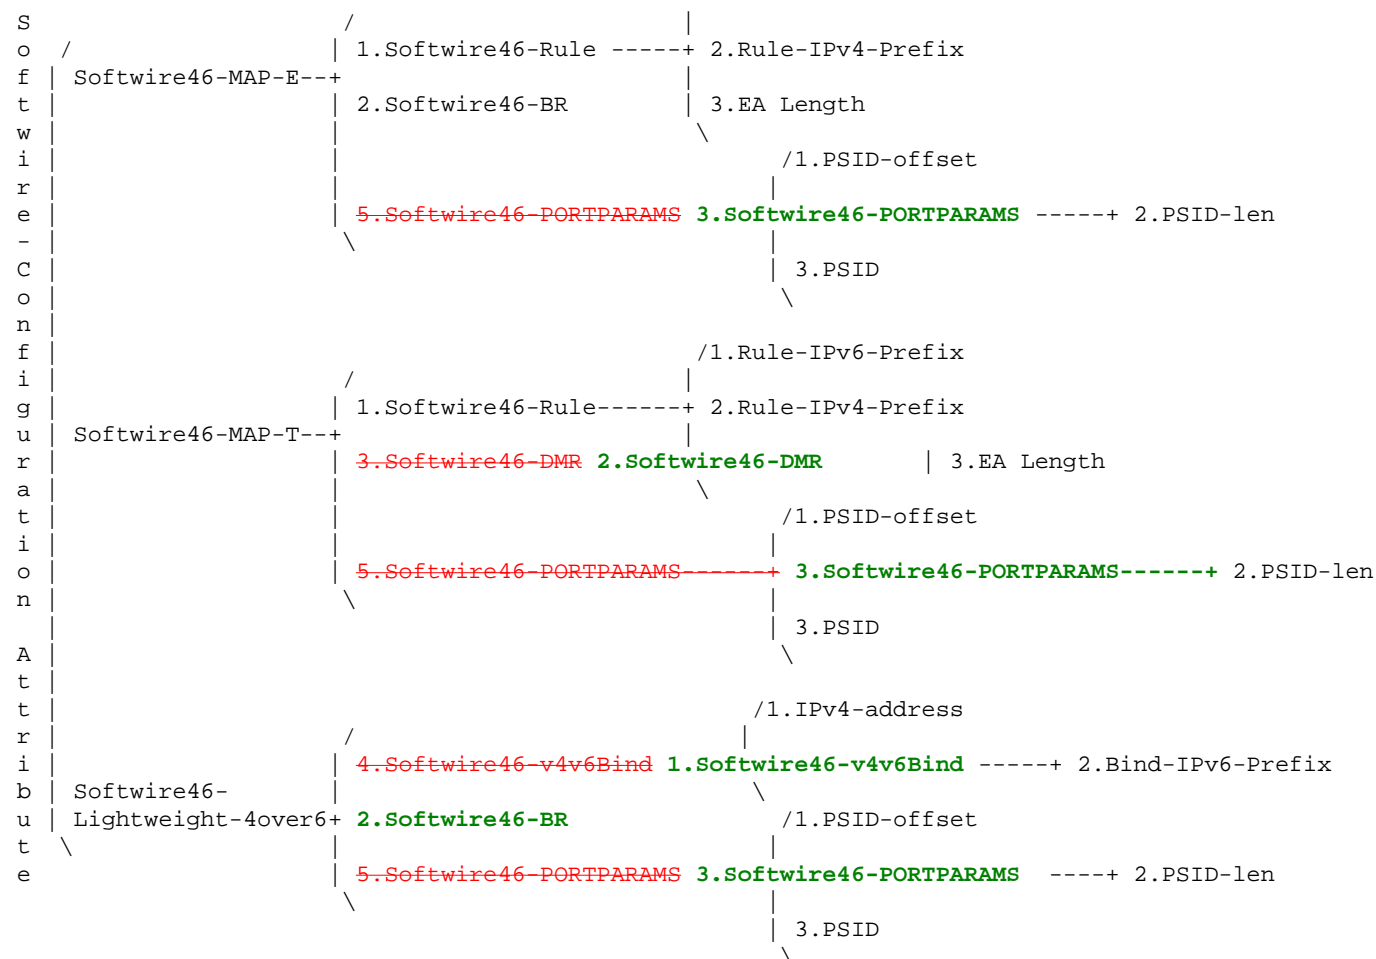 S                  /                  |
o  /               | 1.Softwire46-Rule -----+ 2.Rule-IPv4-Prefix
f | Softwire46-MAP-E--+                   |
t |                | 2.Softwire46-BR      | 3.EA Length
w |                |                    \
i |                |                         /1.PSID-offset
r |                |                        |
e |                | 5.Softwire46-PORTPARAMS 3.Softwire46-PORTPARAMS -----+ 2.PSID-len
- |                 \                       |
C |                                         | 3.PSID
o |                                          \
n |
f |                                     /1.Rule-IPv6-Prefix
i |                 /                  |
g |                | 1.Softwire46-Rule------+ 2.Rule-IPv4-Prefix
u | Softwire46-MAP-T--+                   |
r |                | 3.Softwire46-DMR 2.Softwire46-DMR      | 3.EA Length
a |                |                    \
t |                |                         /1.PSID-offset
i |                |                        |
o |                | 5.Softwire46-PORTPARAMS------+ 3.Softwire46-PORTPARAMS------+ 2.PSID-len
n |                 \                       |
  |                                         | 3.PSID
A |                                          \
t |
t |                                        /1.IPv4-address
r |                 /                     |
i |                | 4.Softwire46-v4v6Bind 1.Softwire46-v4v6Bind -----+ 2.Bind-IPv6-Prefix
b | Softwire46-    |                       \
u | Lightweight-4over6+ 2.Softwire46-BR            /1.PSID-offset
t  \               |                        |
e                  | 5.Softwire46-PORTPARAMS 3.Softwire46-PORTPARAMS  ----+ 2.PSID-len
                    \                       |
                                            | 3.PSID
                                             \